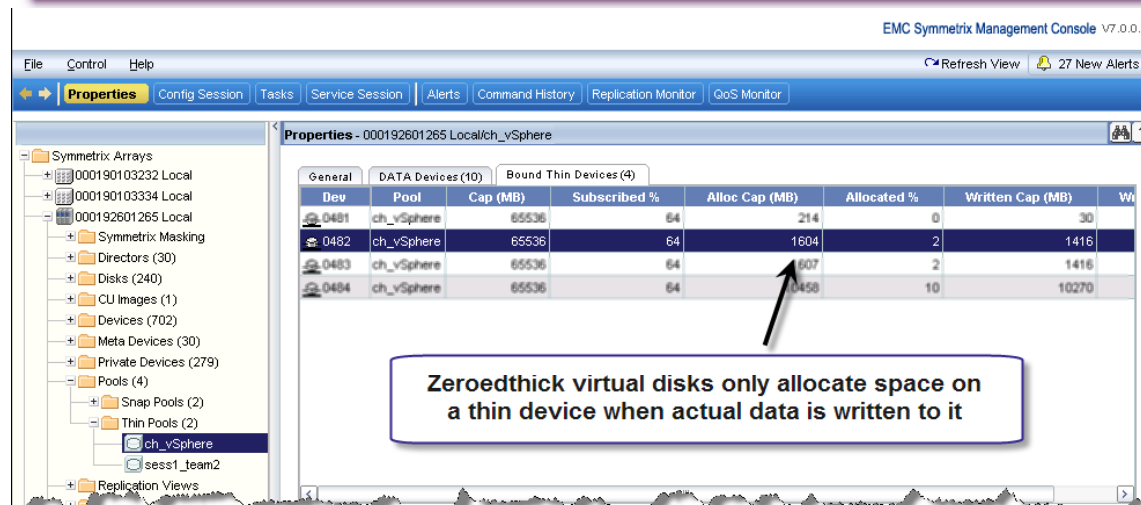 EMC Symmetrix Management Console V7.0.0.
File Control Help Refresh View 27 New Alerts
Properties Config Session Tasks Service Session Alerts Command History Replication Monitor QoS Monitor
Properties - 000192601265 Local/ch_vSphere
Symmetrix Arrays
000190103232 Local
000190103334 Local
000192601265 Local
Symmetrix Masking
Directors (30)
Disks (240)
CU Images (1)
Devices (702)
Meta Devices (30)
Private Devices (279)
Pools (4)
Snap Pools (2)
Thin Pools (2)
ch_vSphere
sess1_team2
Replication Views
General DATA Devices (10) Bound Thin Devices (4)
Dev Pool Cap (MB) Subscribed % Alloc Cap (MB) Allocated % Written Cap (MB)
0481 ch_vSphere 65536 64 214 0 30
0482 ch_vSphere 65536 64 1604 2 1416
0483 ch_vSphere 65536 64 1607 2 1416
0484 ch_vSphere 65536 64 10458 10 10270
Zeroedthick virtual disks only allocate space on
a thin device when actual data is written to it